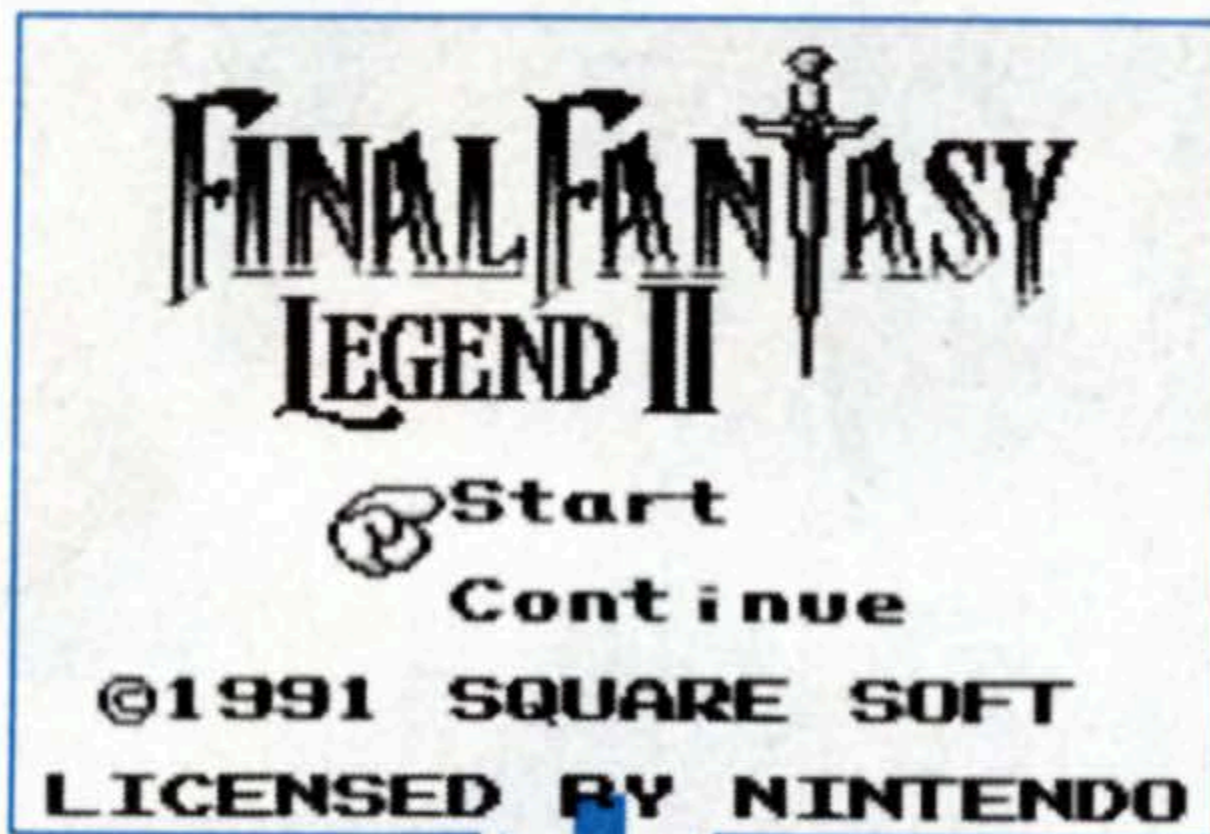 FINAL FANTASY
LEGEND II
Start
Continue
©1991 SQUARE SOFT
LICENSED BY NINTENDO